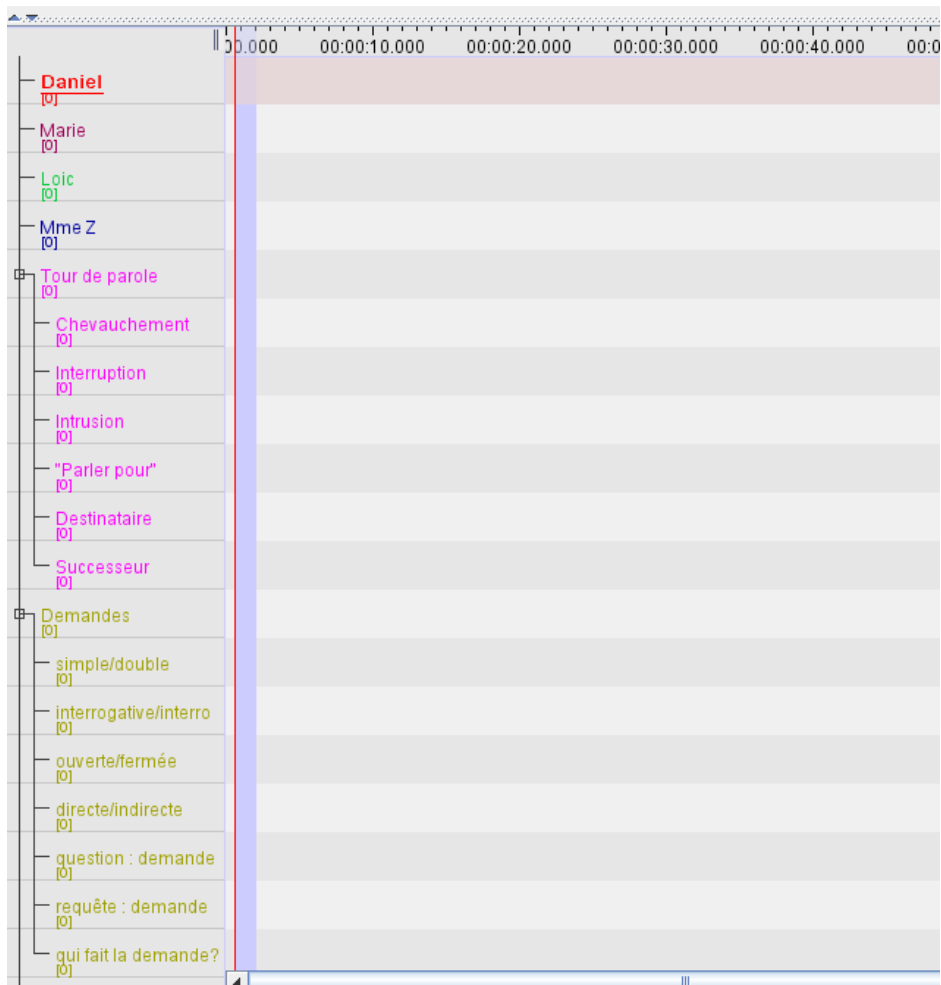 00.000 00:00:10.000 00:00:20.000 00:00:30.000 00:00:40.000 00:0
Daniel
[0]
Marie
[0]
Loic
[0]
Mme Z
[0]
Tour de parole
[0]
Chevauchement
[0]
Interruption
[0]
Intrusion
[0]
"Parler pour"
[0]
Destinataire
[0]
Successeur
[0]
Demandes
[0]
simple/double
[0]
interrogative/interro
[0]
ouverte/fermée
[0]
directe/indirecte
[0]
question : demande
[0]
requête : demande
[0]
qui fait la demande?
[0]